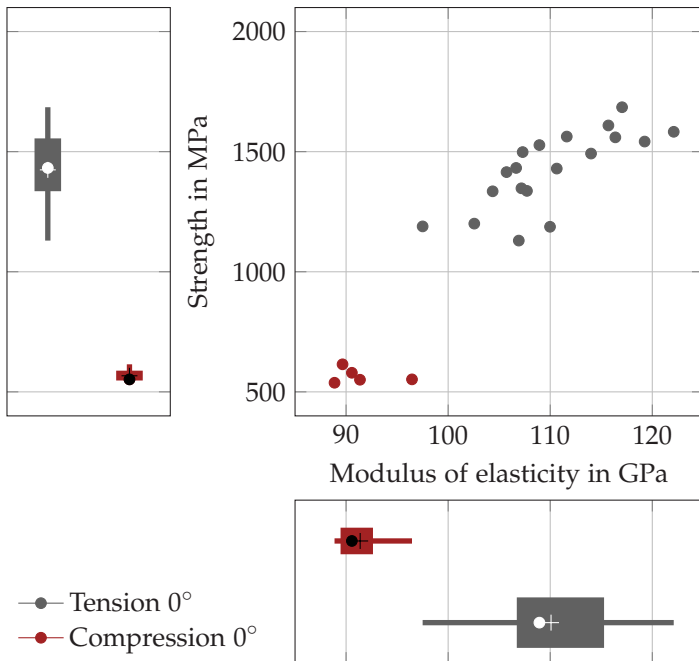 2000
1500
1000
500
Strength in MPa
90 100 110 120
Modulus of elasticity in GPa
Tension 0°
Compression 0°